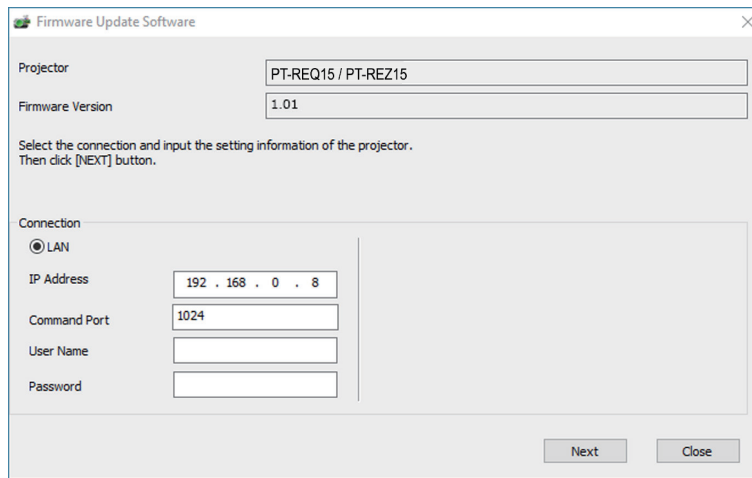 Firmware Update Software
Projector
PT-REQ15 / PT-REZ15
Firmware Version
1.01
Select the connection and input the setting information of the projector.
Then click [NEXT] button.
Connection
LAN
IP Address
192 . 168 . 0 . 8
Command Port
1024
User Name
Password
Next
Close